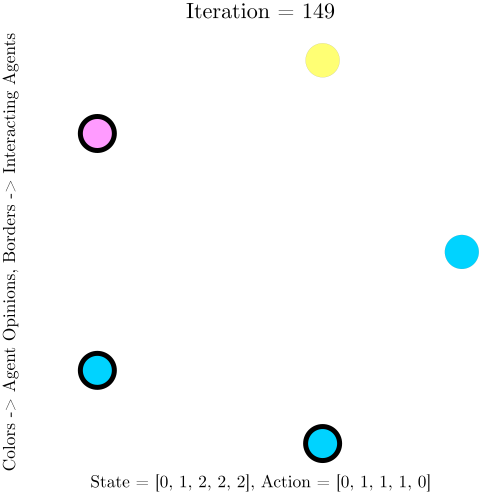 Iteration = 149
Colors -> Agent Opinions, Borders -> Interacting Agents
State = [0, 1, 2, 2, 2], Action = [0, 1, 1, 1, 0]